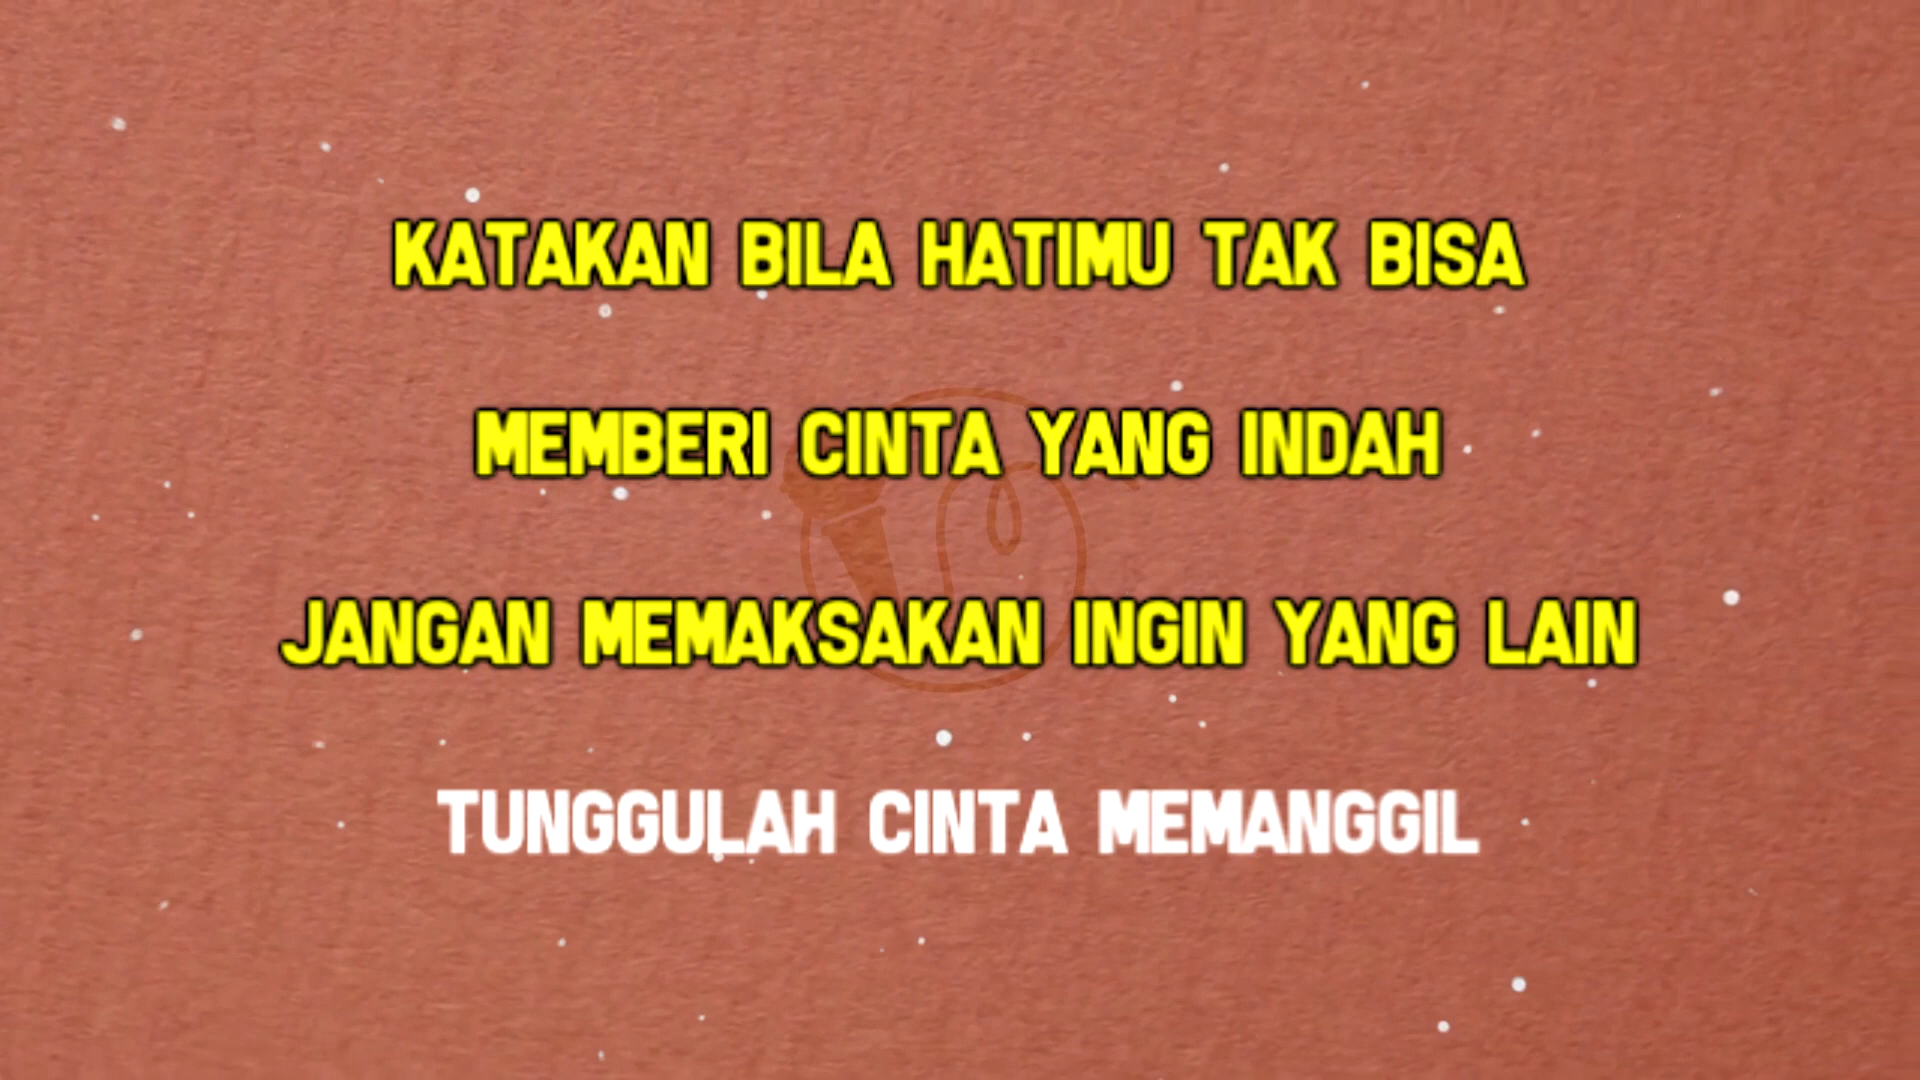 KATAKAN BILA HATIMU TAK BISA
MEMBERI CINTA YANG INDAH
JANGAN MEMAKSAKAN INGIN YANG LAIN
TUNGGULAH CINTA MEMANGGIL